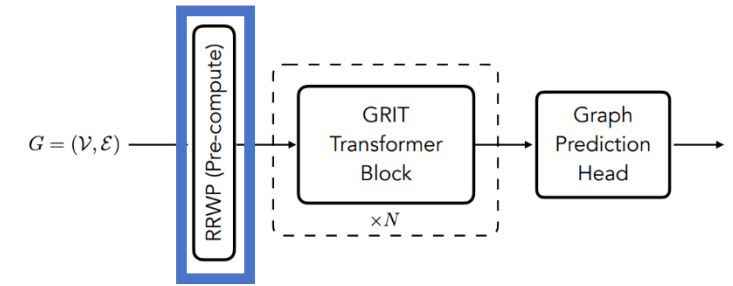 G = (𝒱, ℰ)
RRWP (Pre-compute)
GRIT
Transformer
Block
×N
Graph
Prediction
Head